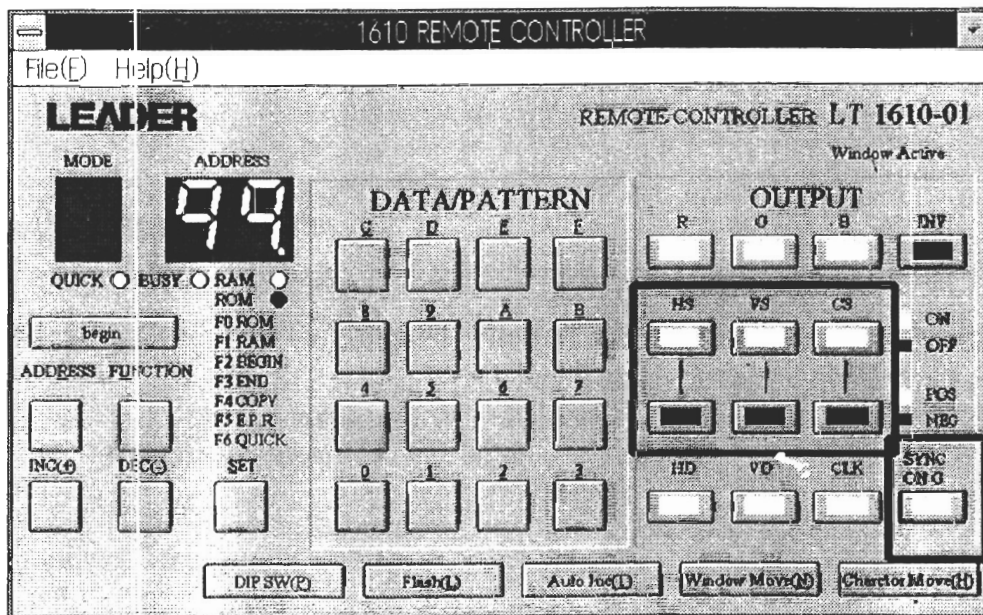 1610 REMOTE CONTROLLER
File(F) Help(H)
LEADER
REMOTE CONTROLLER LT 1610-01
Window Active
MODE ADDRESS
99.
DATA/PATTERN
OUTPUT
C D E F
R G B INV
QUICK BUSY RAM
ROM
8 9 A B
HS VS CS
ON
OFF
F0 ROM
F1 RAM
F2 BEGIN
F3 END
F4 COPY
F5 E.P.R.
F6 QUICK
begin
ADDRESS FUNCTION
4 5 6 7
POS
NEG
INC(+) DEC(-) SET
0 1 2 3
HD VD CLK
SYNC
ON G
DIP SW(P) Flash(L) Auto Inc(I) Window Move(N) Charctor Move(H)